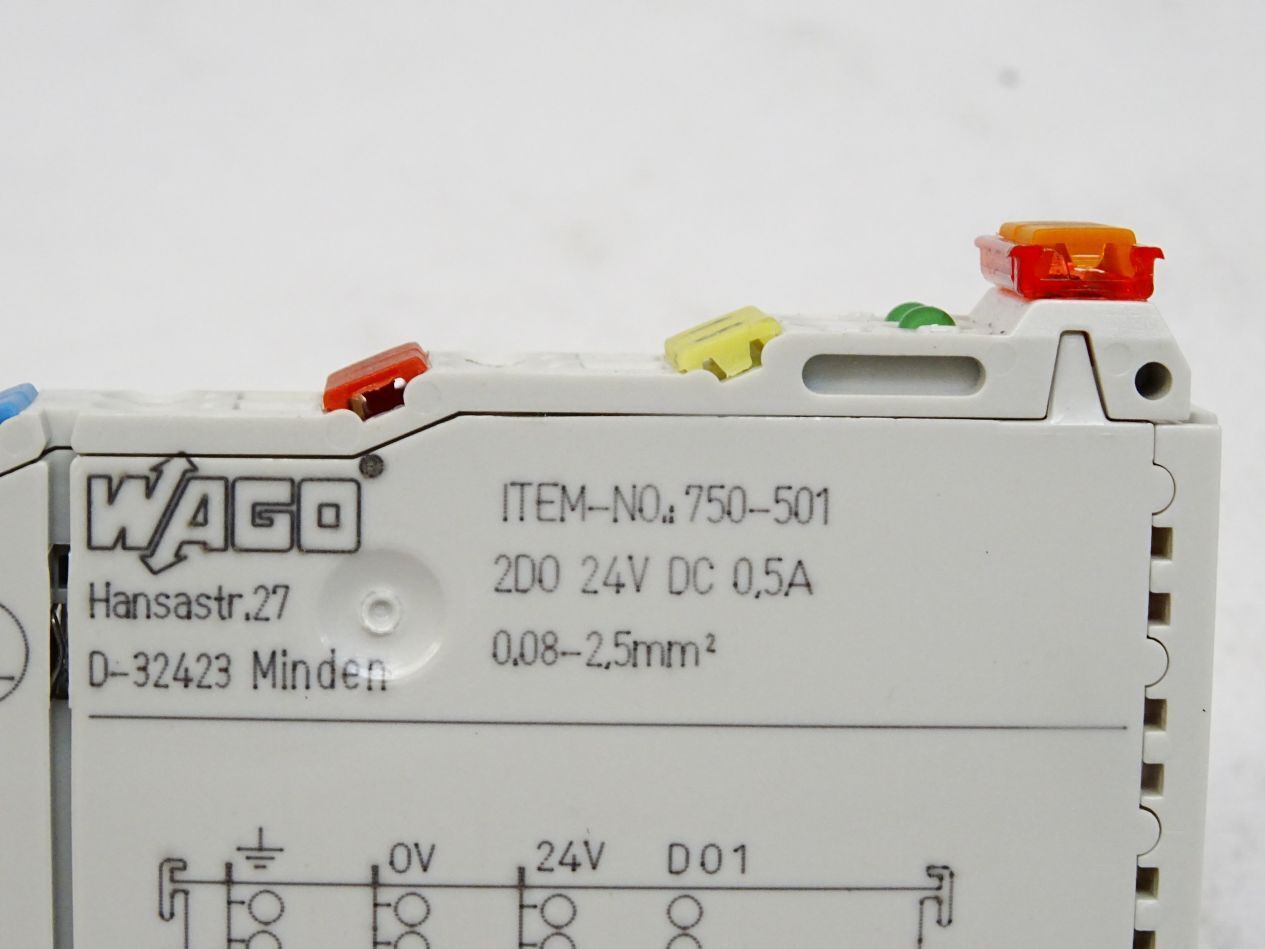 WAGO
Hansastr.27
D-32423 Minden
ITEM-NO.:750-501
2DO 24V DC 0,5A
0.08-2,5mm²
0V 24V DO1